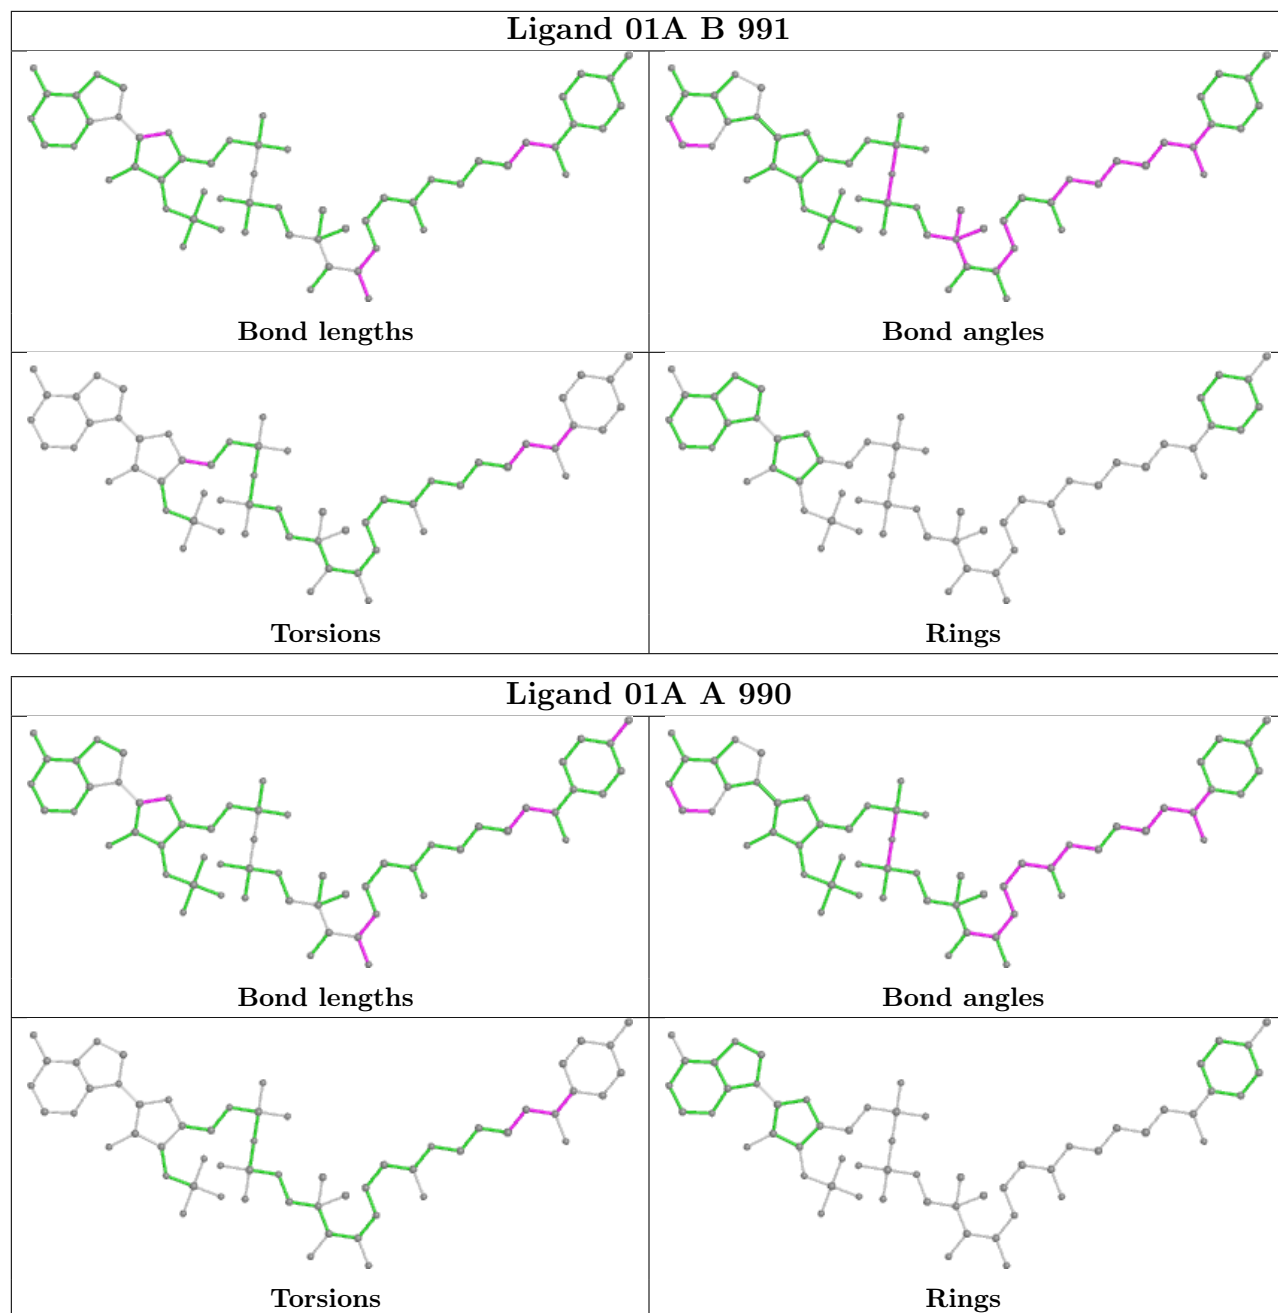 Ligand 01A B 991
Bond lengths
Bond angles
Torsions
Rings
Ligand 01A A 990
Bond lengths
Bond angles
Torsions
Rings